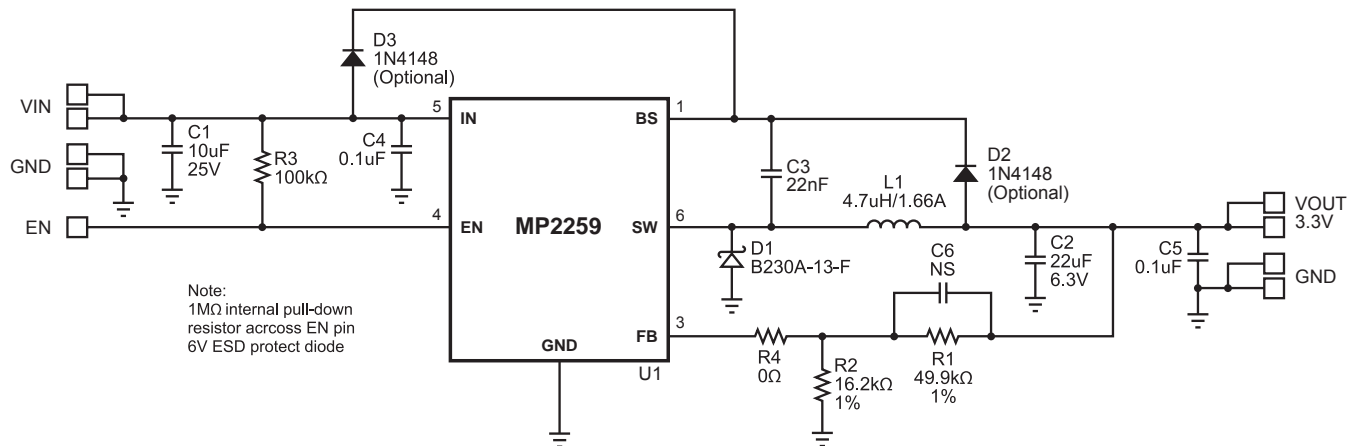 D3
1N4148
(Optional)
VIN
5
IN
BS
1
C1
10uF
25V
R3
100kΩ
C4
0.1uF
GND
C3
22nF
D2
1N4148
(Optional)
L1
4.7uH/1.66A
EN
4
EN
MP2259
SW
6
VOUT
3.3V
D1
B230A-13-F
C6
NS
C2
22uF
6.3V
C5
0.1uF
GND
Note:
1MΩ internal pull-down
resistor acrcoss EN pin
6V ESD protect diode
GND
FB
3
U1
R4
0Ω
R2
16.2kΩ
1%
R1
49.9kΩ
1%